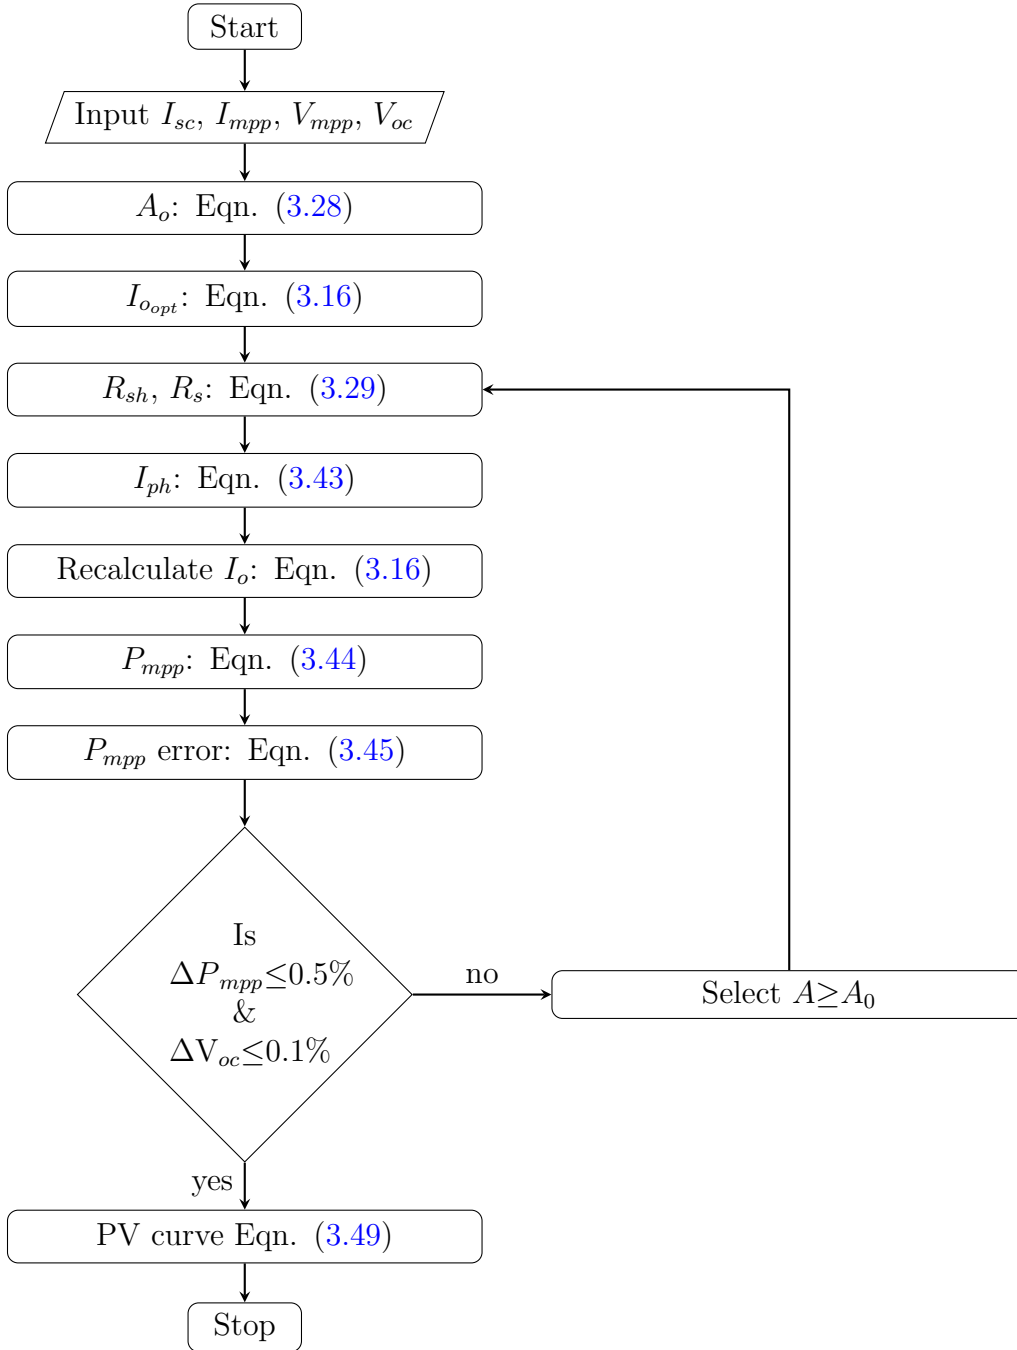 Start
Input I_sc, I_mpp, V_mpp, V_oc
A_o: Eqn. (3.28)
I_{o_opt}: Eqn. (3.16)
R_sh, R_s: Eqn. (3.29)
I_ph: Eqn. (3.43)
Recalculate I_o: Eqn. (3.16)
P_mpp: Eqn. (3.44)
P_mpp error: Eqn. (3.45)
Is
ΔP_mpp≤0.5%
&
ΔV_oc≤0.1%
no
Select A≥A_0
yes
PV curve Eqn. (3.49)
Stop